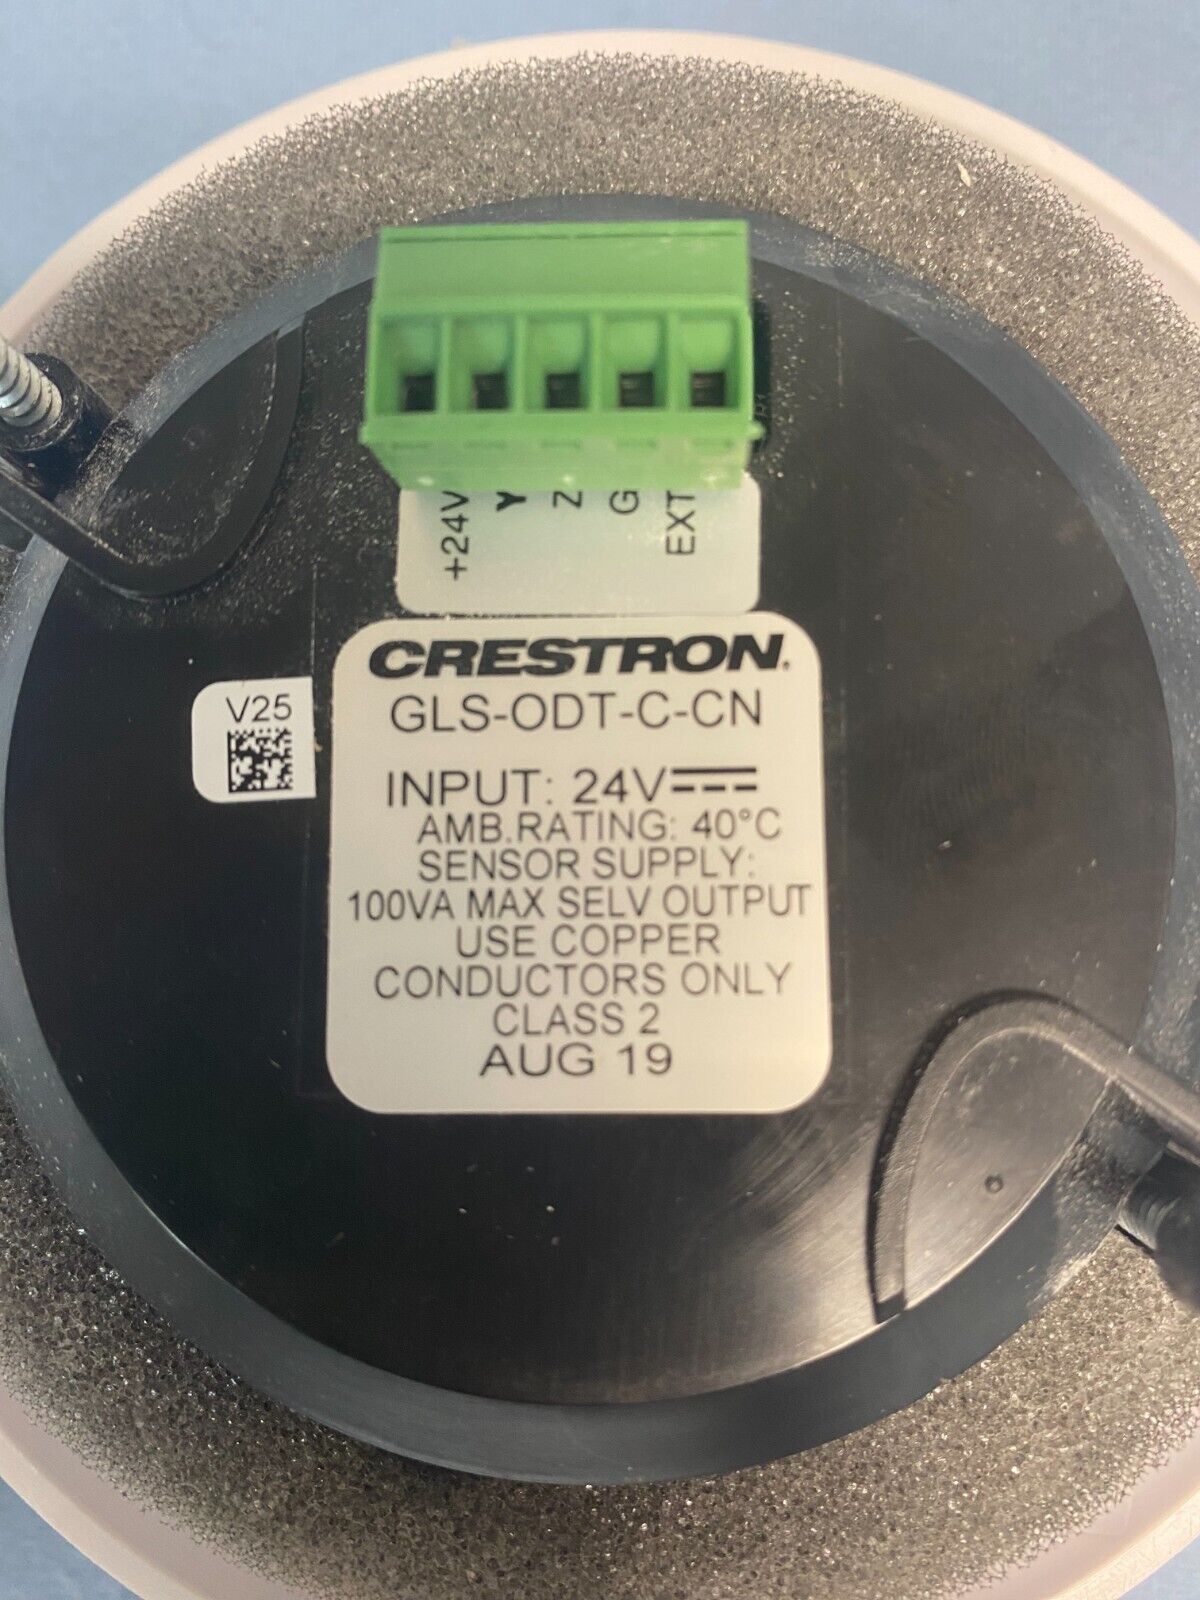 +24V
Y
Z
G
EXT
CRESTRON.
GLS-ODT-C-CN
V25
INPUT: 24V
AMB.RATING: 40°C
SENSOR SUPPLY:
100VA MAX SELV OUTPUT
USE COPPER
CONDUCTORS ONLY
CLASS 2
AUG 19